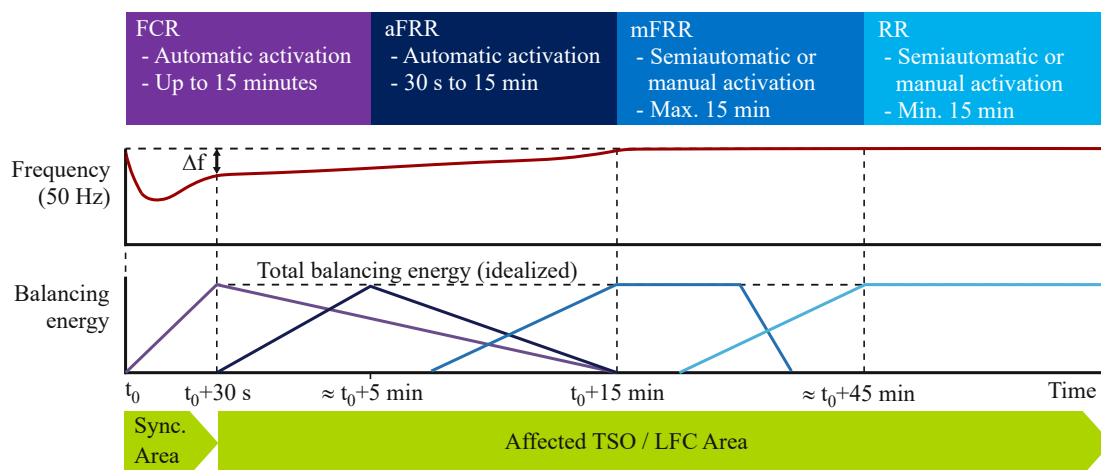 FCR
- Automatic activation
- Up to 15 minutes
aFRR
- Automatic activation
- 30 s to 15 min
mFRR
- Semiautomatic or
manual activation
- Max. 15 min
RR
- Semiautomatic or
manual activation
- Min. 15 min
Frequency
(50 Hz)
Δf
Balancing
energy
Total balancing energy (idealized)
t₀
t₀+30 s
≈ t₀+5 min
t₀+15 min
≈ t₀+45 min
Time
Sync.
Area
Affected TSO / LFC Area